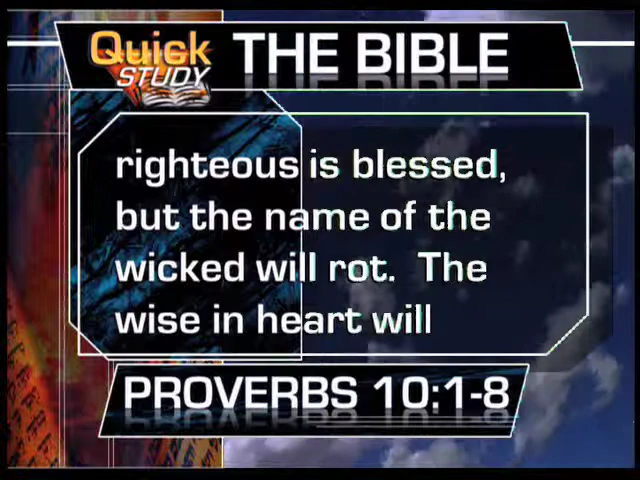 Quick
STUDY
THE BIBLE
righteous is blessed,
but the name of the
wicked will rot. The
wise in heart will
PROVERBS 10:1-8